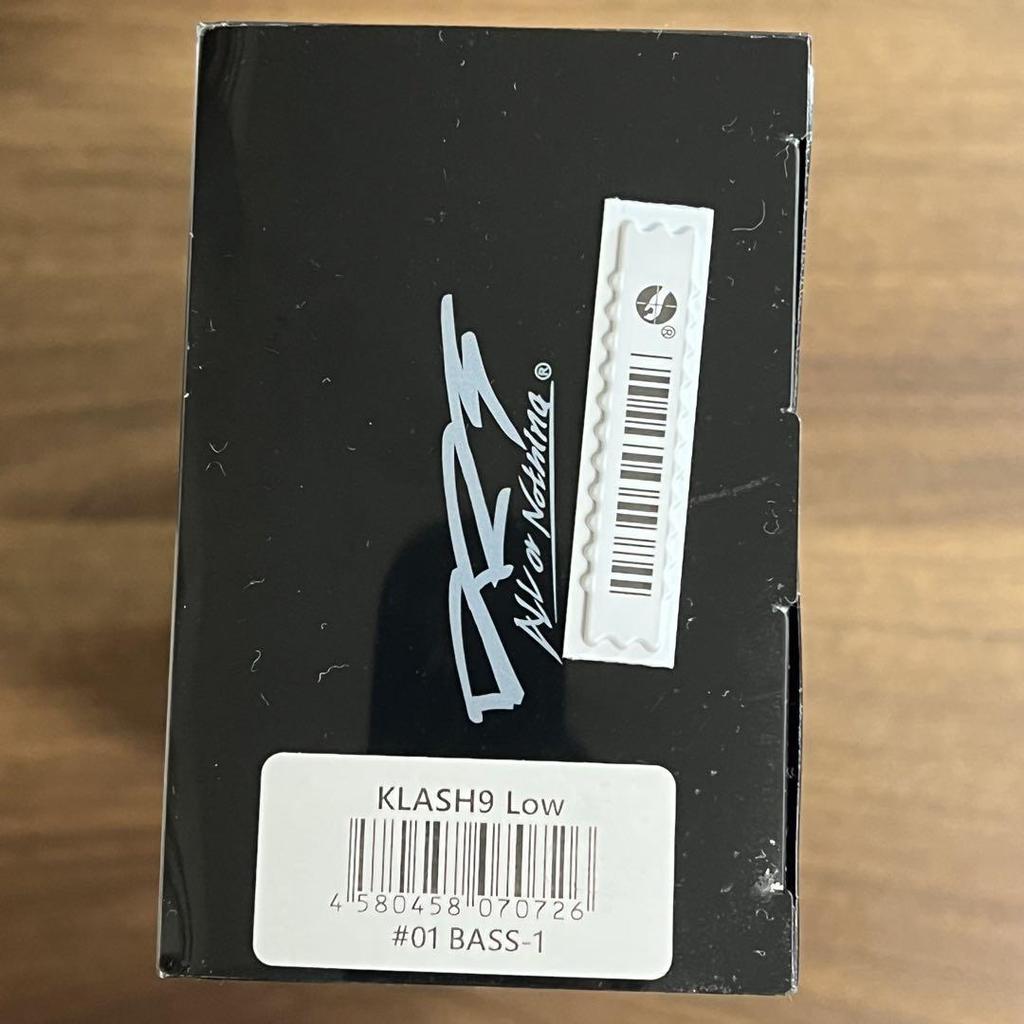 DRT
All or Nothing®
®
KLASH9 Low
4 580458 070726
#01 BASS-1